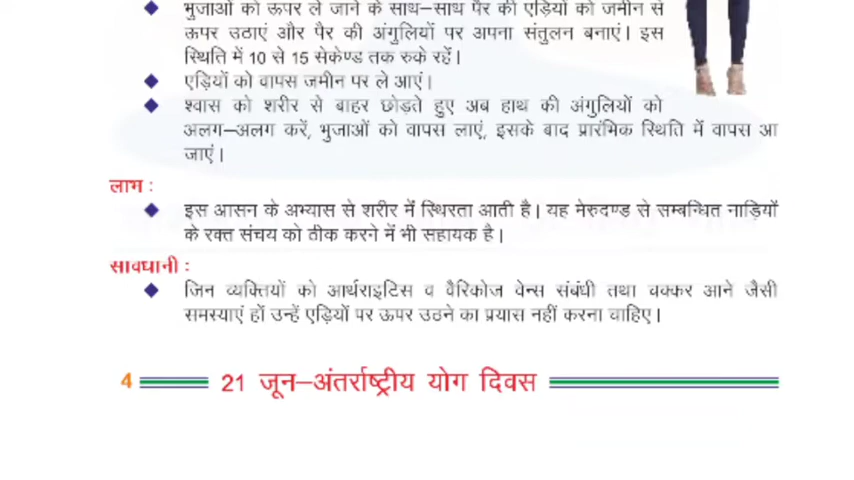 भुजाओं को ऊपर ले जाने के साथ–साथ पैर की एड़ियों को जमीन से
ऊपर उठाएं और पैर की अंगुलियों पर अपना संतुलन बनाएं। इस
स्थिति में 10 से 15 सेकेण्ड तक रुके रहें।
एड़ियों को वापस जमीन पर ले आएं।
श्वास को शरीर से बाहर छोड़ते हुए अब हाथ की अंगुलियों को
अलग–अलग करें, भुजाओं को वापस लाएं, इसके बाद प्रारंभिक स्थिति में वापस आ
जाएं।
लाभ :
इस आसन के अभ्यास से शरीर में स्थिरता आती है। यह मेरुदण्ड से सम्बन्धित नाड़ियों
के रक्त संचय को ठीक करने में भी सहायक है।
सावधानी :
जिन व्यक्तियों को आर्थराइटिस व वैरिकोज वेन्स संबंधी तथा चक्कर आने जैसी
समस्याएं हों उन्हें एड़ियों पर ऊपर उठने का प्रयास नहीं करना चाहिए।
4 21 जून–अंतर्राष्ट्रीय योग दिवस